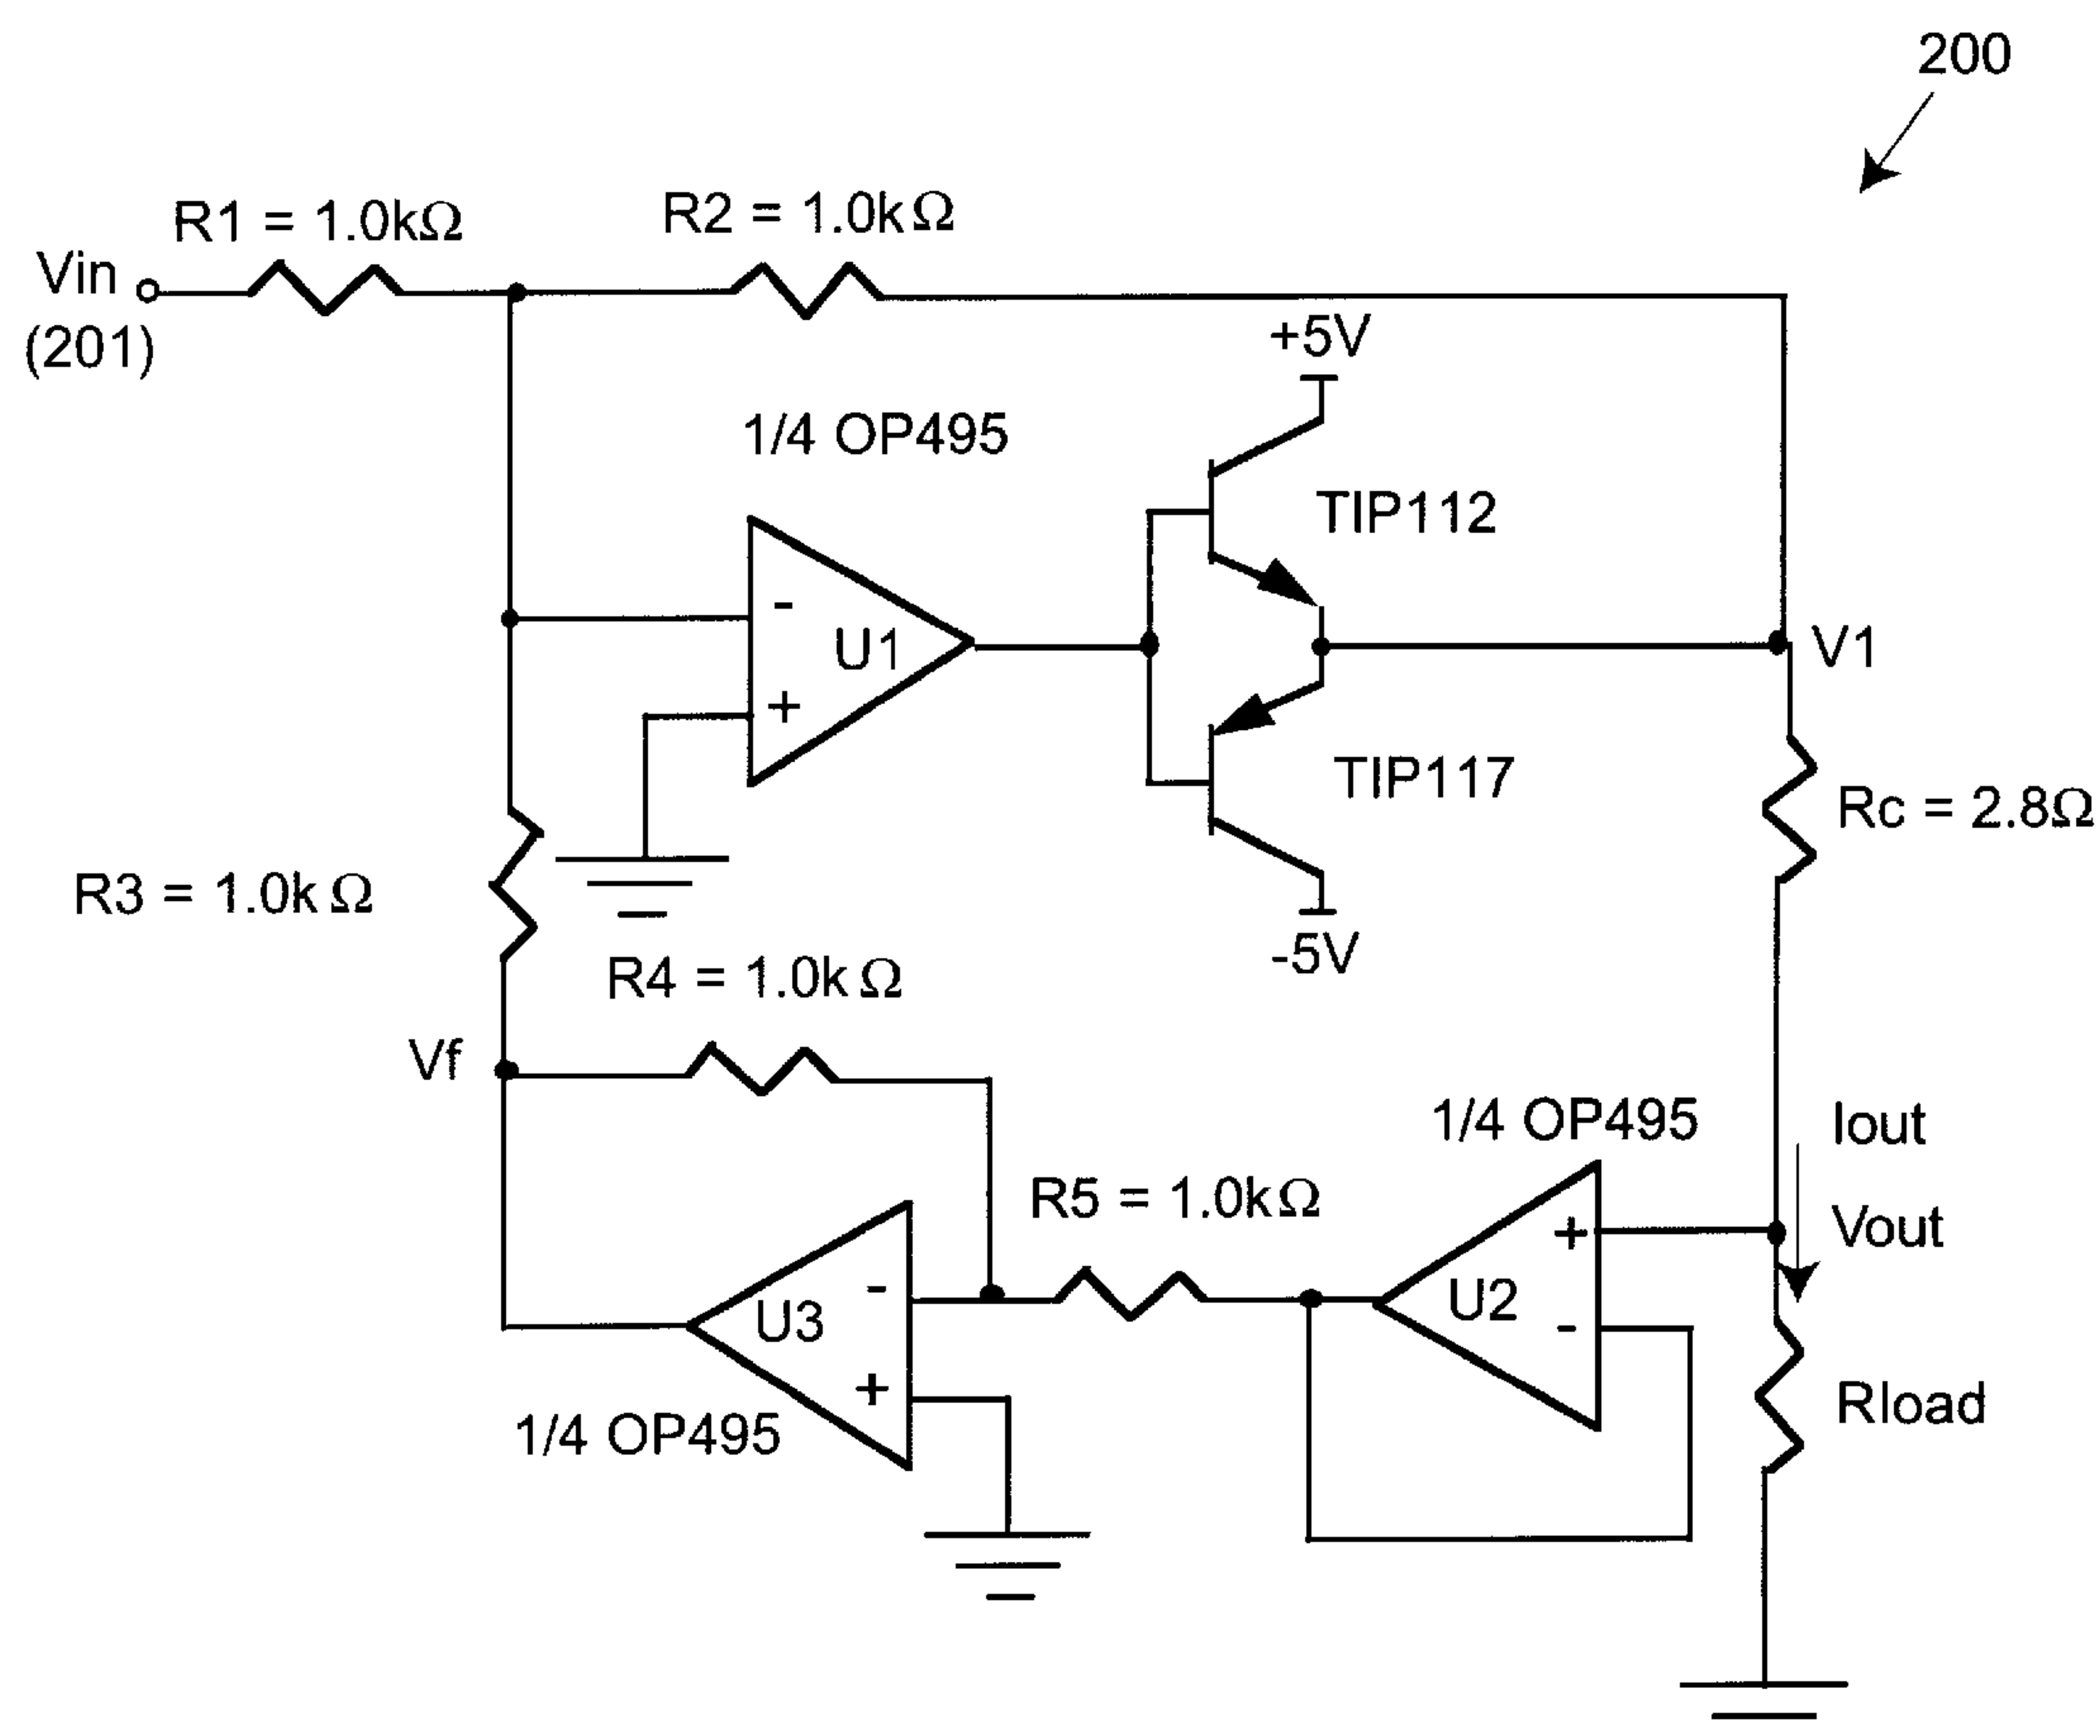 200
R1 = 1.0kΩ
R2 = 1.0kΩ
Vin
(201)
+5V
1/4 OP495
TIP112
-
U1
+
V1
TIP117
Rc = 2.8Ω
R3 = 1.0kΩ
-5V
R4 = 1.0kΩ
Vf
1/4 OP495
Iout
R5 = 1.0kΩ
+
Vout
-
U3
U2
-
+
Rload
1/4 OP495